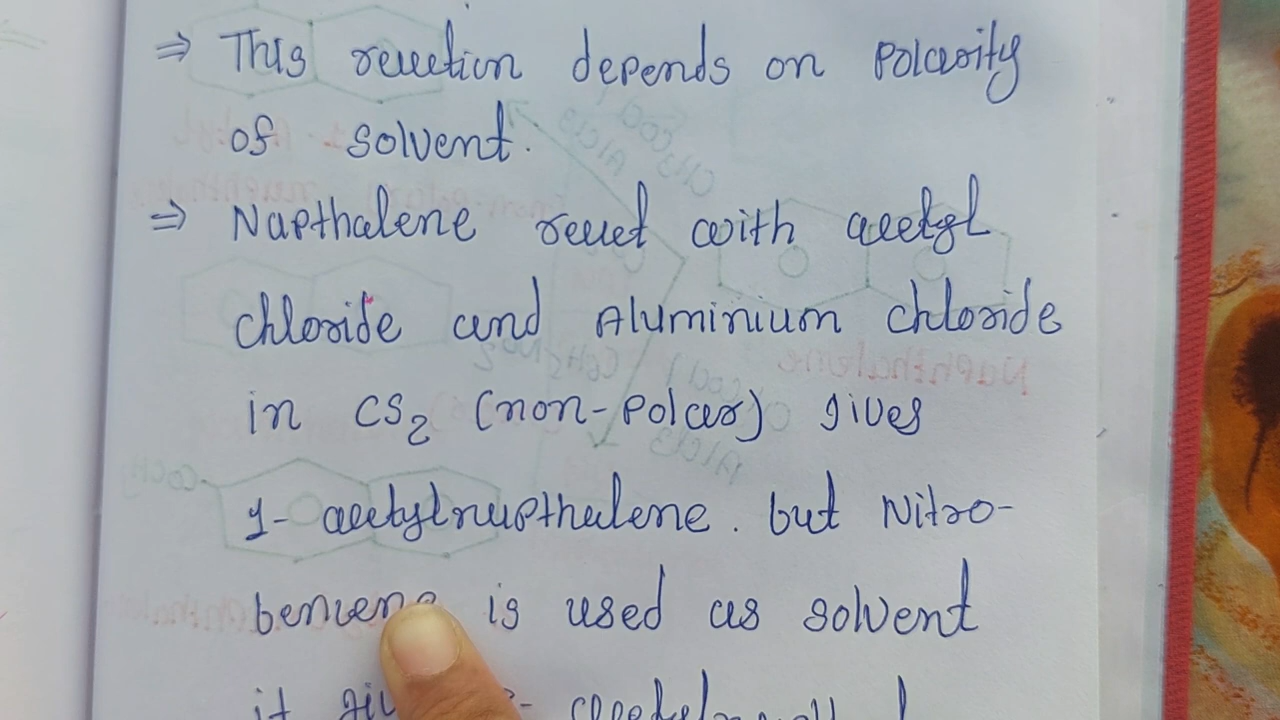 ⇒ This reaction depends on Polarity
of solvent.
⇒ Napthalene react with acetyl
chloride and Aluminium chloride
in CS₂ (non-Polar) gives
1- acetylnapthalene. but Nitro-
benzene is used as solvent
it